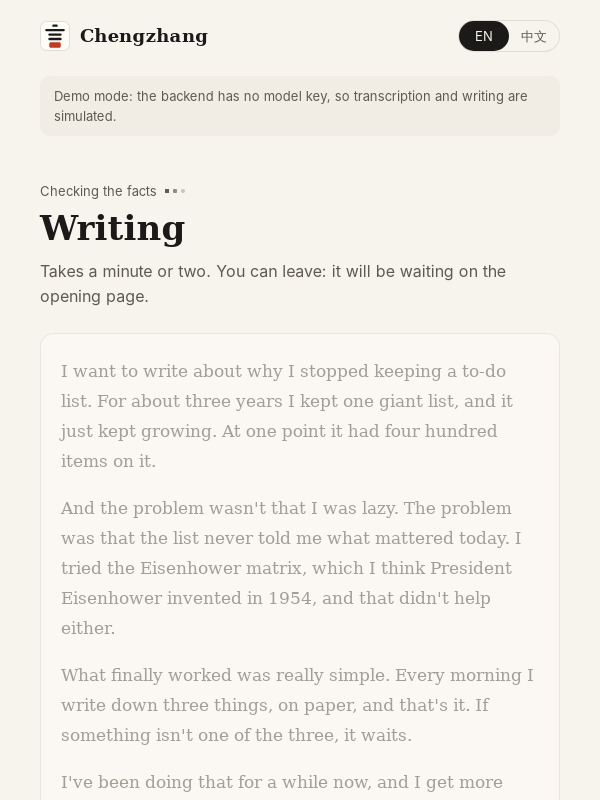 Chengzhang
EN 中文
Demo mode: the backend has no model key, so transcription and writing are
simulated.
Checking the facts
Writing
Takes a minute or two. You can leave: it will be waiting on the
opening page.
I want to write about why I stopped keeping a to-do
list. For about three years I kept one giant list, and it
just kept growing. At one point it had four hundred
items on it.
And the problem wasn't that I was lazy. The problem
was that the list never told me what mattered today. I
tried the Eisenhower matrix, which I think President
Eisenhower invented in 1954, and that didn't help
either.
What finally worked was really simple. Every morning I
write down three things, on paper, and that's it. If
something isn't one of the three, it waits.
I've been doing that for a while now, and I get more